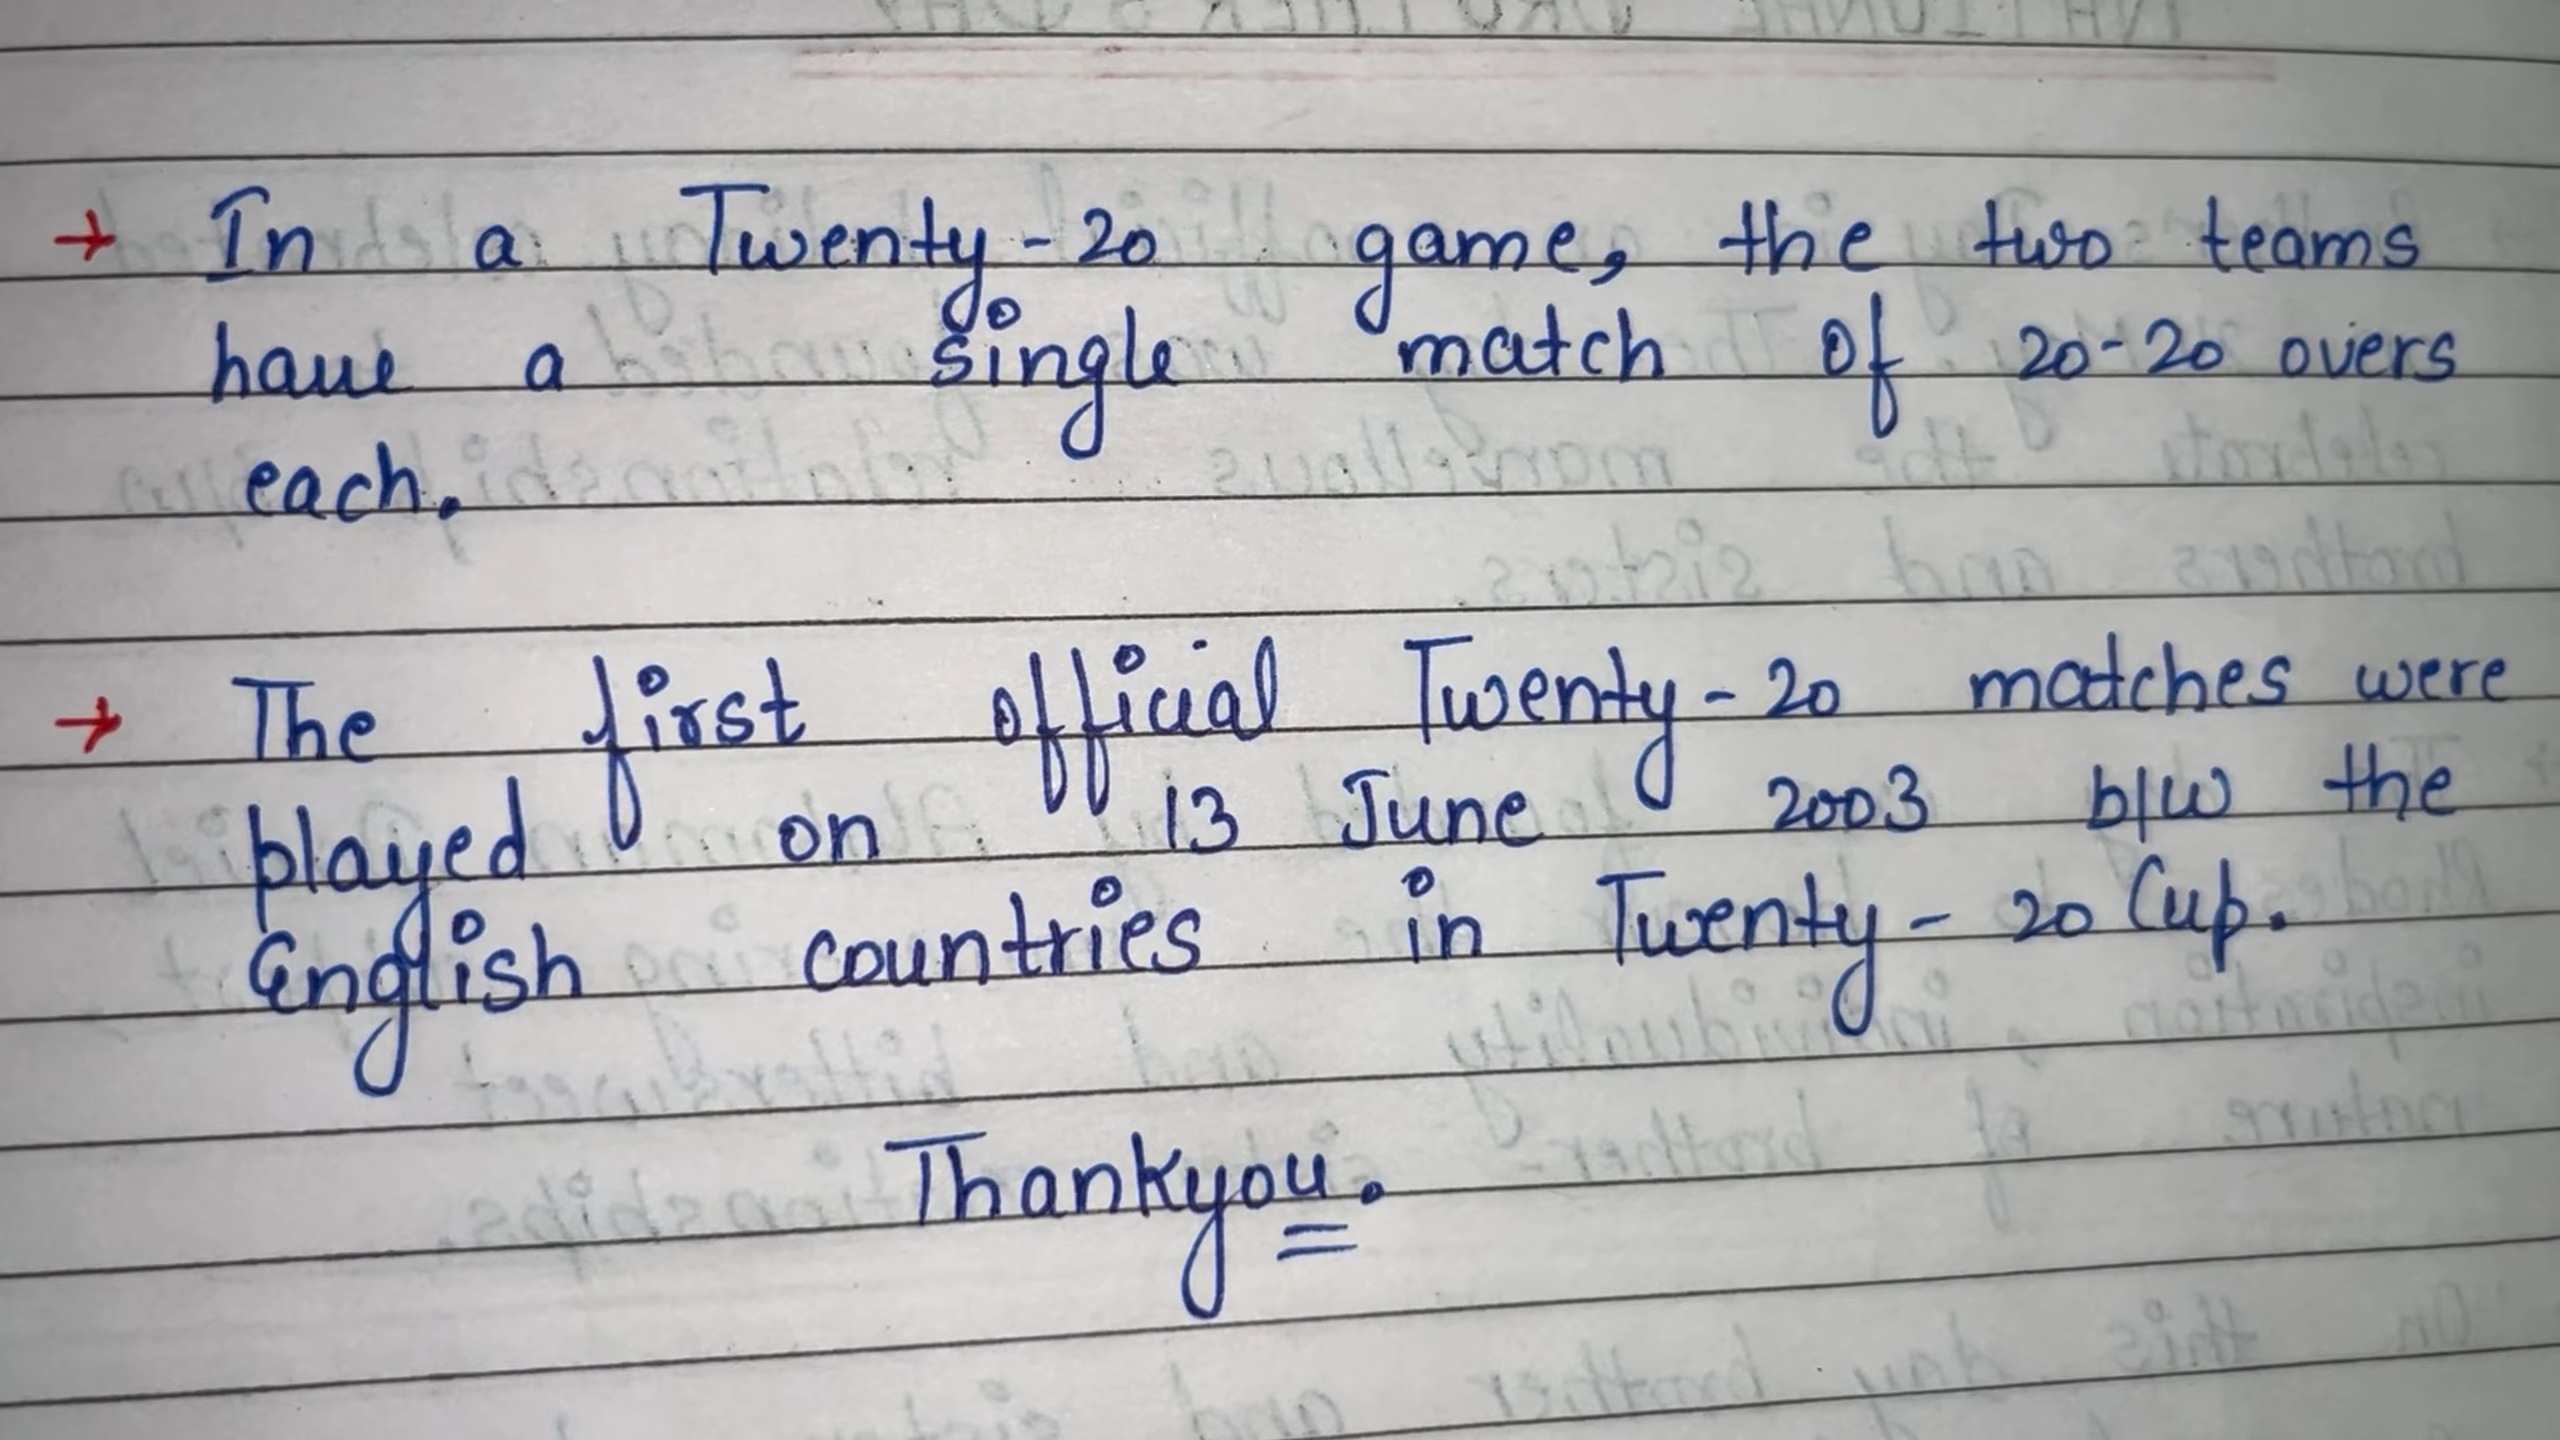 → In a Twenty-20 game, the two teams
have a single match of 20-20 overs
each.
→ The first official Twenty-20 matches were
played on 13 June 2003 b/w the
English countries in Twenty-20 Cup.
Thankyou.